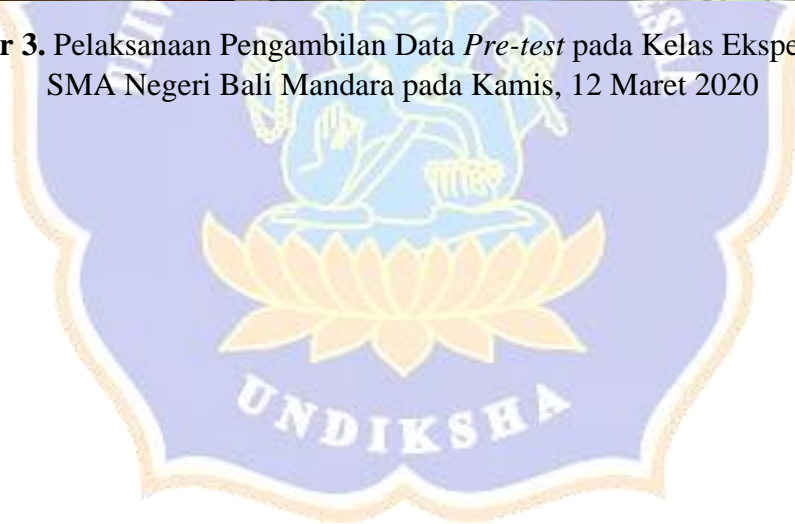 r 3. Pelaksanaan Pengambilan Data Pre-test pada Kelas Ekspe
SMA Negeri Bali Mandara pada Kamis, 12 Maret 2020
UNDIKSHA